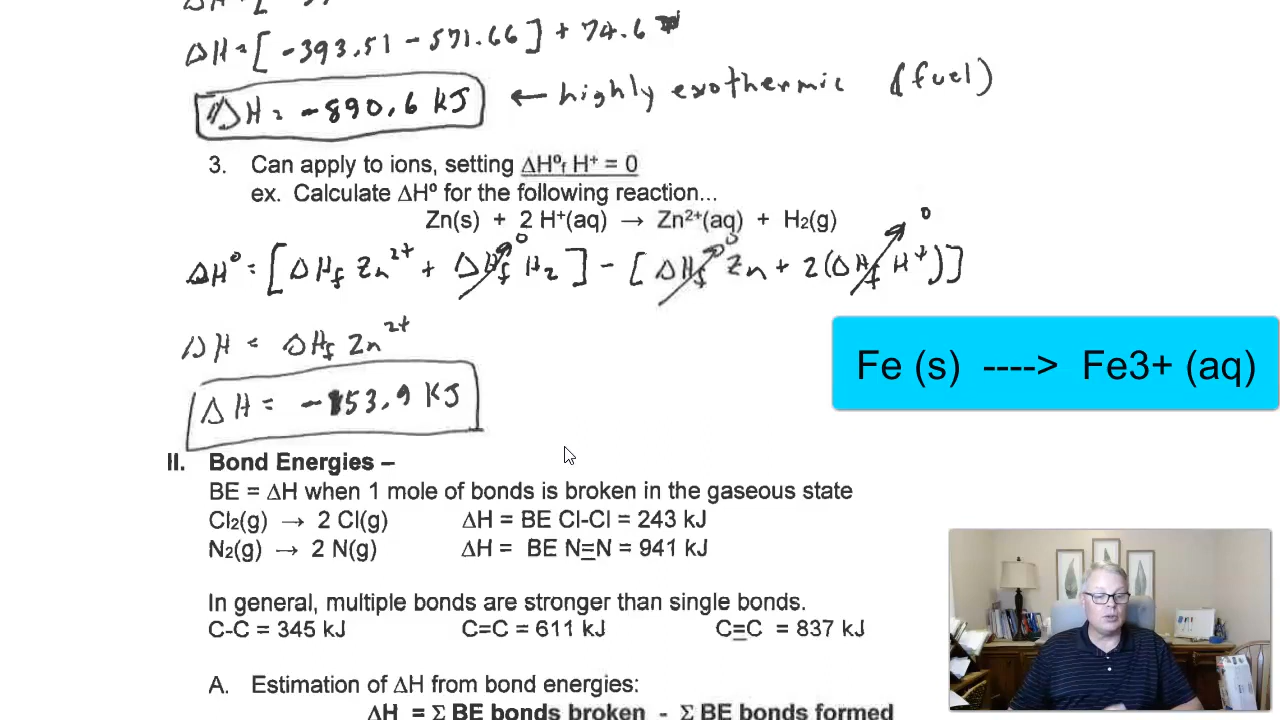 ΔH = [ -393.51 - 571.66 ] + 74.6
ΔH = -890.6 kJ ← highly exothermic (fuel)
3. Can apply to ions, setting ΔHºf H+ = 0
ex. Calculate ΔHº for the following reaction...
Zn(s) + 2 H+(aq) → Zn2+(aq) + H2(g)
ΔH° = [ΔHf Zn2+ + ΔHf H2] - [ΔHf Zn + 2(ΔHf H+)]
0 0 0
ΔH = ΔHf Zn2+
ΔH = -153.9 KJ
Fe (s) ----> Fe3+ (aq)
II. Bond Energies –
BE = ΔH when 1 mole of bonds is broken in the gaseous state
Cl2(g) → 2 Cl(g) ΔH = BE Cl-Cl = 243 kJ
N2(g) → 2 N(g) ΔH = BE N≡N = 941 kJ
In general, multiple bonds are stronger than single bonds.
C-C = 345 kJ C=C = 611 kJ C≡C = 837 kJ
A. Estimation of ΔH from bond energies:
ΔH = Σ BE bonds broken - Σ BE bonds formed